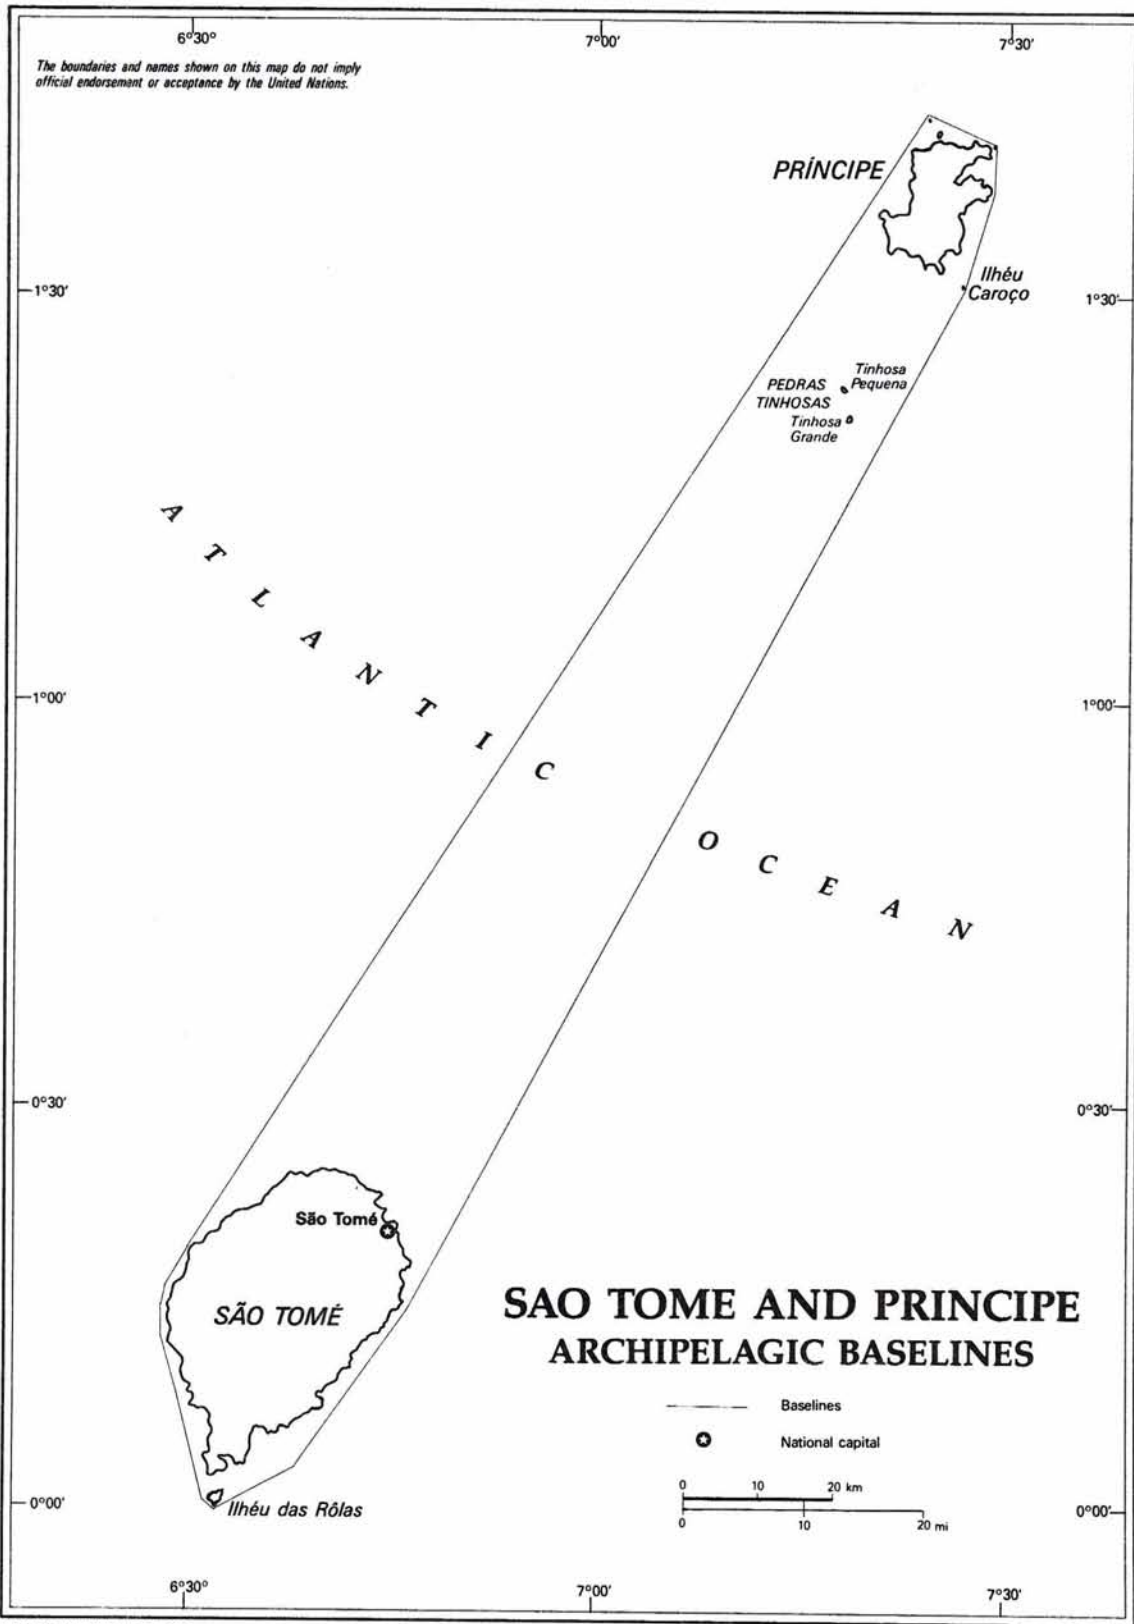 6°30°
7°00'
7°30'
The boundaries and names shown on this map do not imply
official endorsement or acceptance by the United Nations.
PRÍNCIPE
Ilhéu
Caroço
1°30'
1°30'
Tinhosa
Pequena
PEDRAS
TINHOSAS
Tinhosa
Grande
ATLANTIC
OCEAN
1°00'
1°00'
0°30'
0°30'
São Tomé
SÃO TOMÉ
SAO TOME AND PRINCIPE
ARCHIPELAGIC BASELINES
Baselines
National capital
0 10 20 km
0 10 20 mi
0°00'
0°00'
Ilhéu das Rôlas
6°30°
7°00'
7°30'